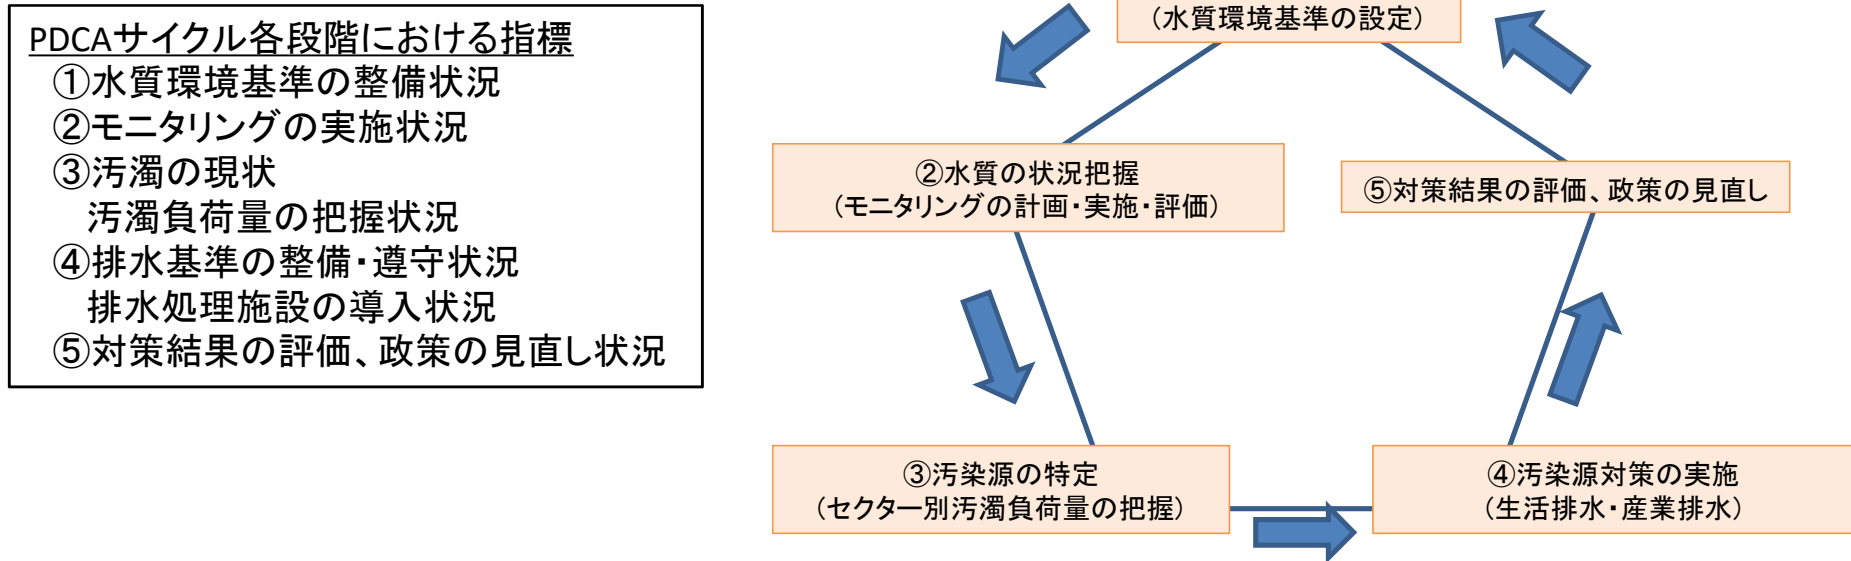 PDCAサイクル各段階における指標
①水質環境基準の整備状況
②モニタリングの実施状況
③汚濁の現状
汚濁負荷量の把握状況
④排水基準の整備・遵守状況
排水処理施設の導入状況
⑤対策結果の評価、政策の見直し状況
（水質環境基準の設定）
②水質の状況把握
（モニタリングの計画・実施・評価）
⑤対策結果の評価、政策の見直し
③汚染源の特定
（セクター別汚濁負荷量の把握）
④汚染源対策の実施
（生活排水・産業排水）